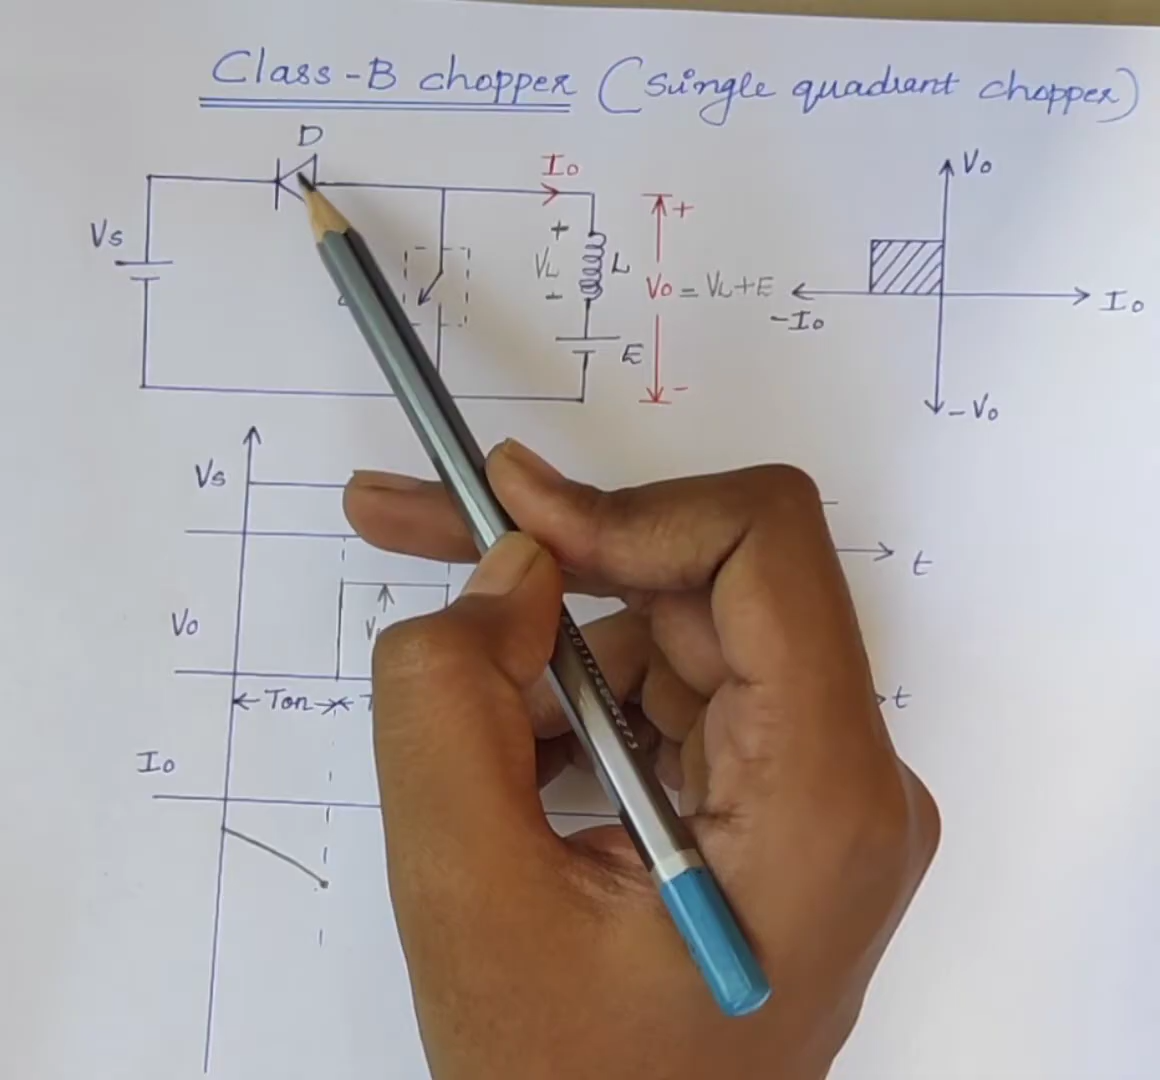 Class-B chopper (single quadrant chopper)
D
Io
Vo
Vs
+
+
VL
L
Vo = VL+E
-
-Io
Io
E
-
-Vo
Vs
t
Vo
Ton
t
Io